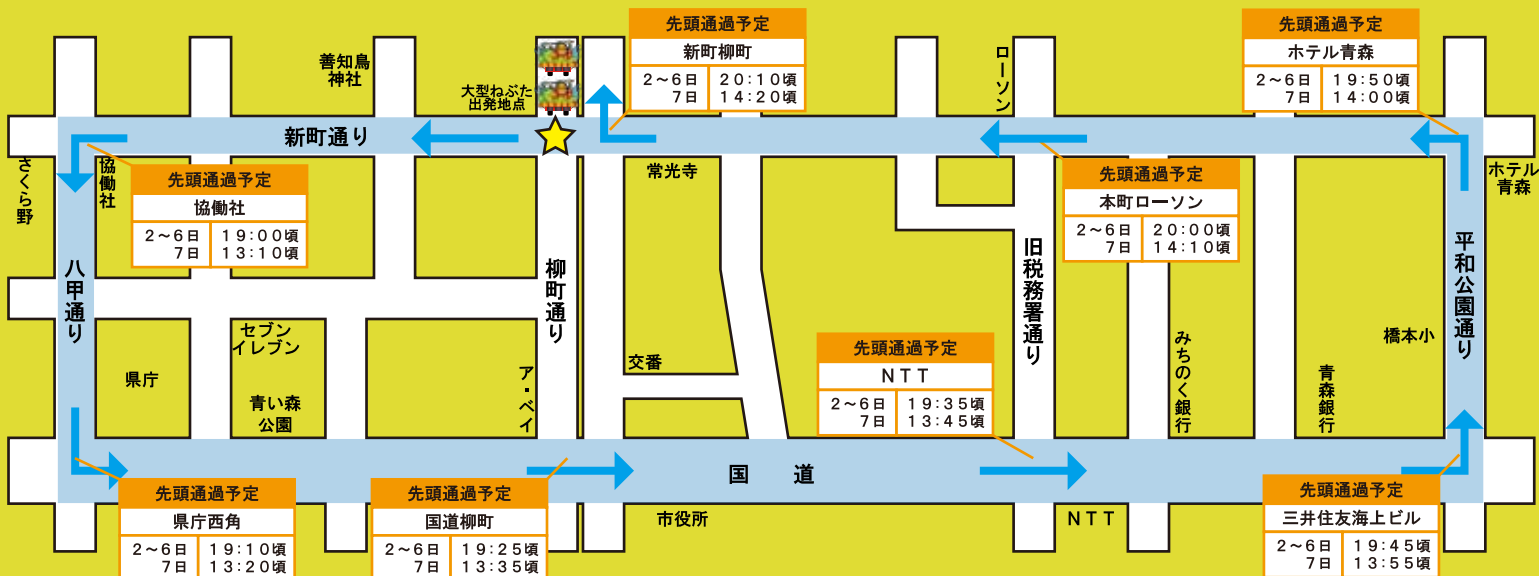 先頭通過予定
新町柳町
2～6日 20:10頃
7日 14:20頃
先頭通過予定
ホテル青森
2～6日 19:50頃
7日 14:00頃
善知鳥
神社
大型ねぶた
出発地点
ローソン
新町通り
さくら野
協働社
先頭通過予定
協働社
2～6日 19:00頃
7日 13:10頃
常光寺
先頭通過予定
本町ローソン
2～6日 20:00頃
7日 14:10頃
ホテル
青森
八甲通り
柳町通り
旧税務署通り
平和公園通り
セブン
イレブン
県庁
青い森
公園
ア・ベイ
交番
先頭通過予定
NTT
2～6日 19:35頃
7日 13:45頃
みちのく銀行
青森銀行
橋本小
国道
先頭通過予定
県庁西角
2～6日 19:10頃
7日 13:20頃
先頭通過予定
国道柳町
2～6日 19:25頃
7日 13:35頃
市役所
NTT
先頭通過予定
三井住友海上ビル
2～6日 19:45頃
7日 13:55頃